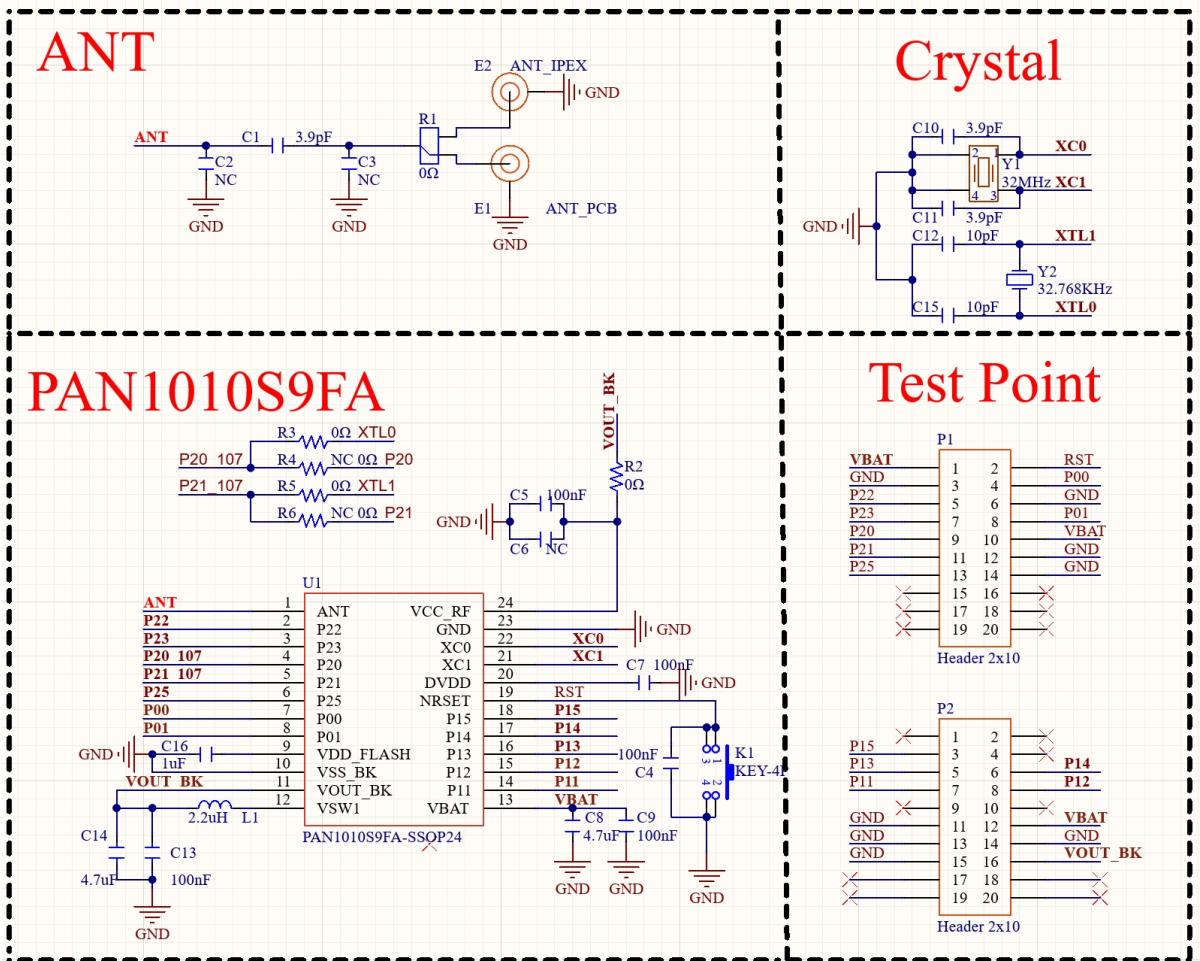 ANT
E2 ANT_IPEX
GND
R1
ANT C1 3.9pF
C2
NC
C3
NC
0Ω
GND
GND
E1 ANT_PCB
GND
Crystal
C10 3.9pF
XC0
2 1
Y1
32MHz XC1
4 3
C11 3.9pF
GND
C12 10pF XTL1
Y2
32.768KHz
C15 10pF XTL0
PAN1010S9FA
VOUT_BK
R3 0Ω XTL0
P20_107 R4 NC 0Ω P20
P21_107 R5 0Ω XTL1
R6 NC 0Ω P21
R2
0Ω
C5 100nF
GND
C6 NC
U1
ANT 1 ANT VCC_RF 24
P22 2 P22 GND 23 GND
P23 3 P23 XC0 22 XC0
P20_107 4 P20 XC1 21 XC1
P21_107 5 P21 DVDD 20 C7 100nF GND
P25 6 P25 NRSET 19 RST
P00 7 P00 P15 18 P15
P01 8 P01 P14 17 P14
GND C16 1uF 9 VDD_FLASH P13 16 P13
10 VSS_BK P12 15 P12
VOUT_BK 11 VOUT_BK P11 14 P11
2.2uH L1 12 VSW1 VBAT 13 VBAT
PAN1010S9FA-SSOP24
100nF
C4
1 2 3 4
K1
KEY-4
C14
4.7uF
C13
100nF
GND
C8
4.7uF
C9
100nF
GND GND
GND
Test Point
P1
VBAT 1 2 RST
GND 3 4 P00
P22 5 6 GND
P23 7 8 P01
P20 9 10 VBAT
P21 11 12 GND
P25 13 14 GND
15 16
17 18
19 20
Header 2x10
P2
1 2
P15 3 4
P13 5 6 P14
P11 7 8 P12
9 10
GND 11 12 VBAT
GND 13 14 GND
GND 15 16 VOUT_BK
17 18
19 20
Header 2x10